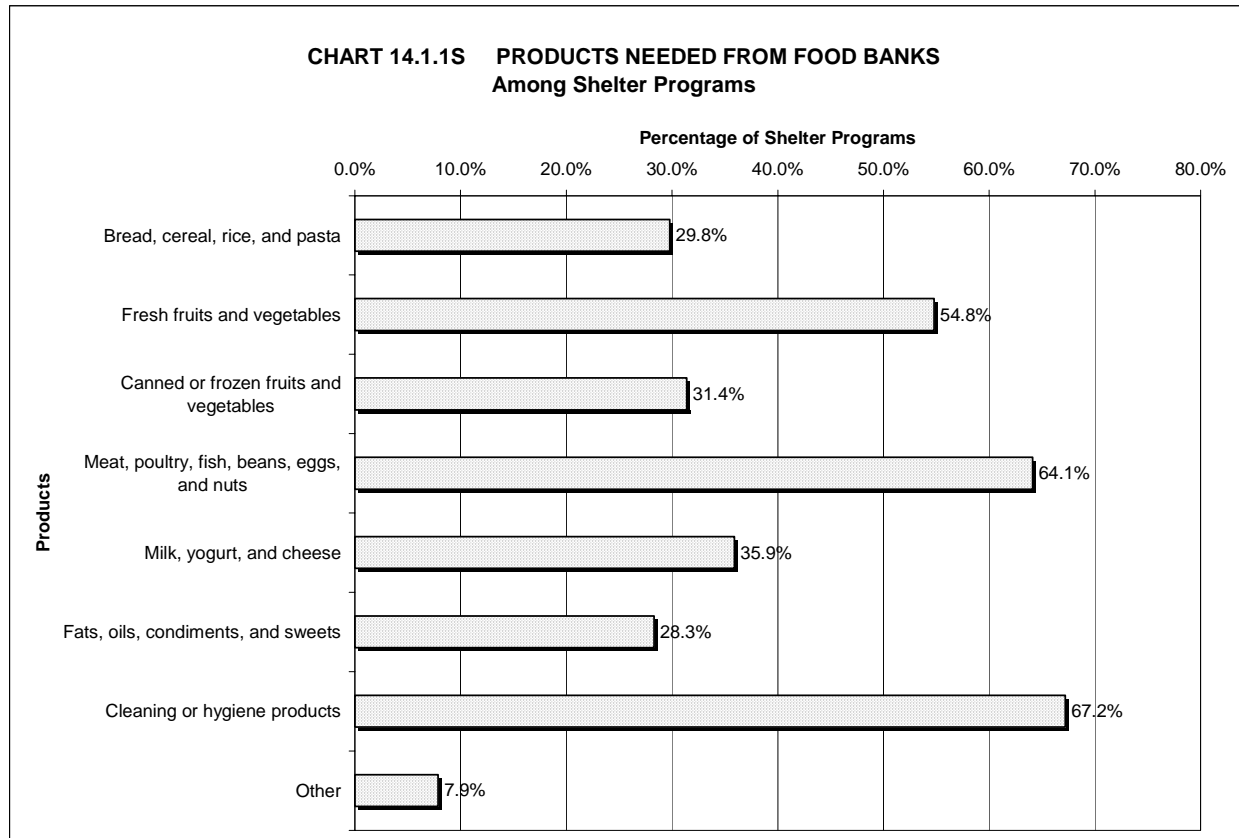 CHART 14.1.1S PRODUCTS NEEDED FROM FOOD BANKS
Among Shelter Programs
Percentage of Shelter Programs
0.0% 10.0% 20.0% 30.0% 40.0% 50.0% 60.0% 70.0% 80.0%
Products
Bread, cereal, rice, and pasta 29.8%
Fresh fruits and vegetables 54.8%
Canned or frozen fruits and
vegetables 31.4%
Meat, poultry, fish, beans, eggs,
and nuts 64.1%
Milk, yogurt, and cheese 35.9%
Fats, oils, condiments, and sweets 28.3%
Cleaning or hygiene products 67.2%
Other 7.9%